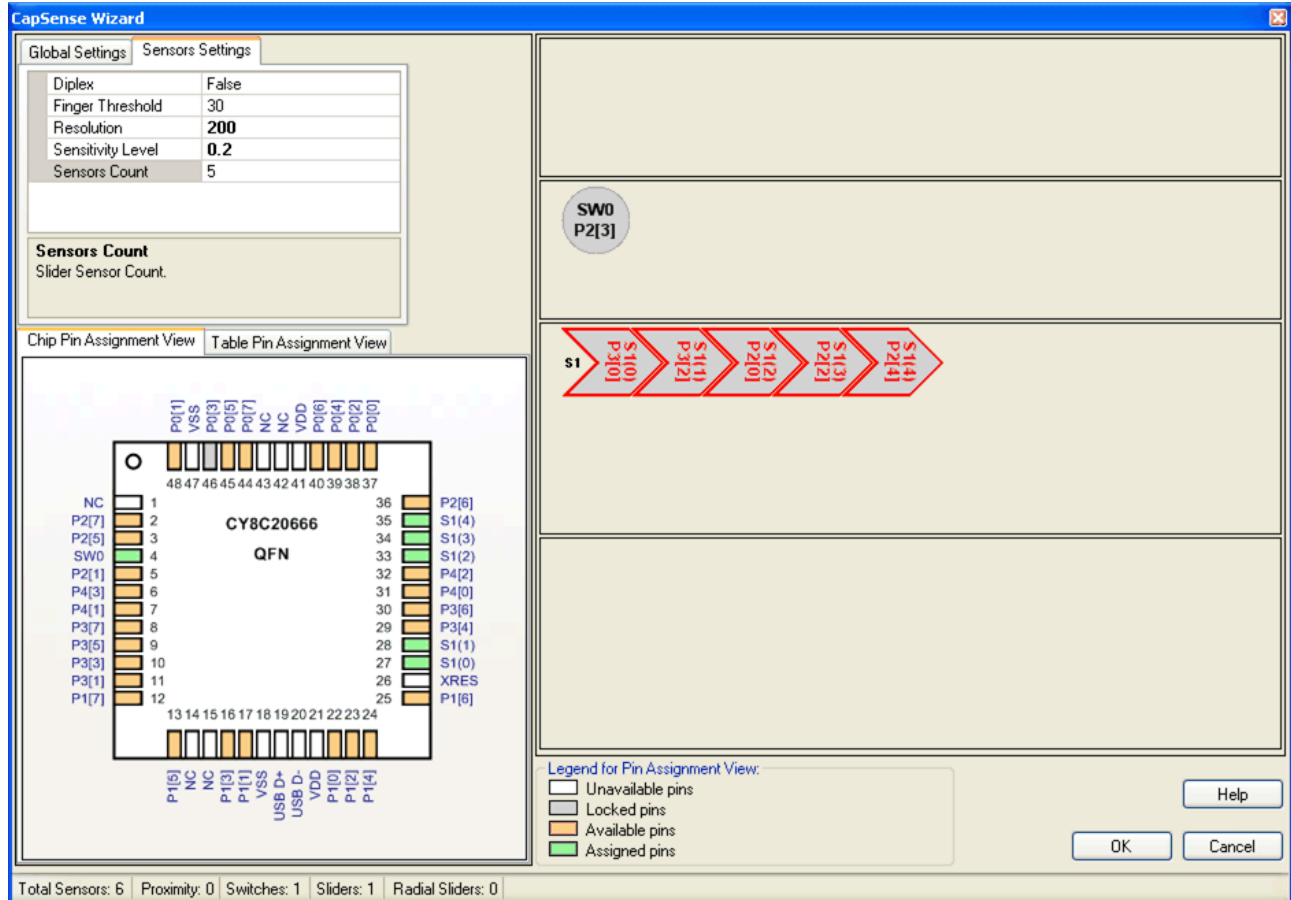 CapSense Wizard
Global Settings Sensors Settings
Diplex False
Finger Threshold 30
Resolution 200
Sensitivity Level 0.2
Sensors Count 5
Sensors Count
Slider Sensor Count.
Chip Pin Assignment View Table Pin Assignment View
P0[1] VSS P0[3] P0[5] P0[7] NC NC VDD P0[6] P0[4] P0[2] P0[0]
48 47 46 45 44 43 42 41 40 39 38 37
NC 1 36 P2[6]
P2[7] 2 CY8C20666 35 S1(4)
P2[5] 3 34 S1(3)
SW0 4 QFN 33 S1(2)
P2[1] 5 32 P4[2]
P4[3] 6 31 P4[0]
P4[1] 7 30 P3[6]
P3[7] 8 29 P3[4]
P3[5] 9 28 S1(1)
P3[3] 10 27 S1(0)
P3[1] 11 26 XRES
P1[7] 12 25 P1[6]
13 14 15 16 17 18 19 20 21 22 23 24
P1[5] NC NC P1[3] P1[1] VSS USB D+ USB D- VDD P1[0] P1[2] P1[4]
SW0
P2[3]
S1
S1(0)
P3[0]
S1(1)
P3[2]
S1(2)
P2[0]
S1(3)
P2[2]
S1(4)
P2[4]
Legend for Pin Assignment View:
Unavailable pins
Locked pins
Available pins
Assigned pins
Help
OK Cancel
Total Sensors: 6 Proximity: 0 Switches: 1 Sliders: 1 Radial Sliders: 0